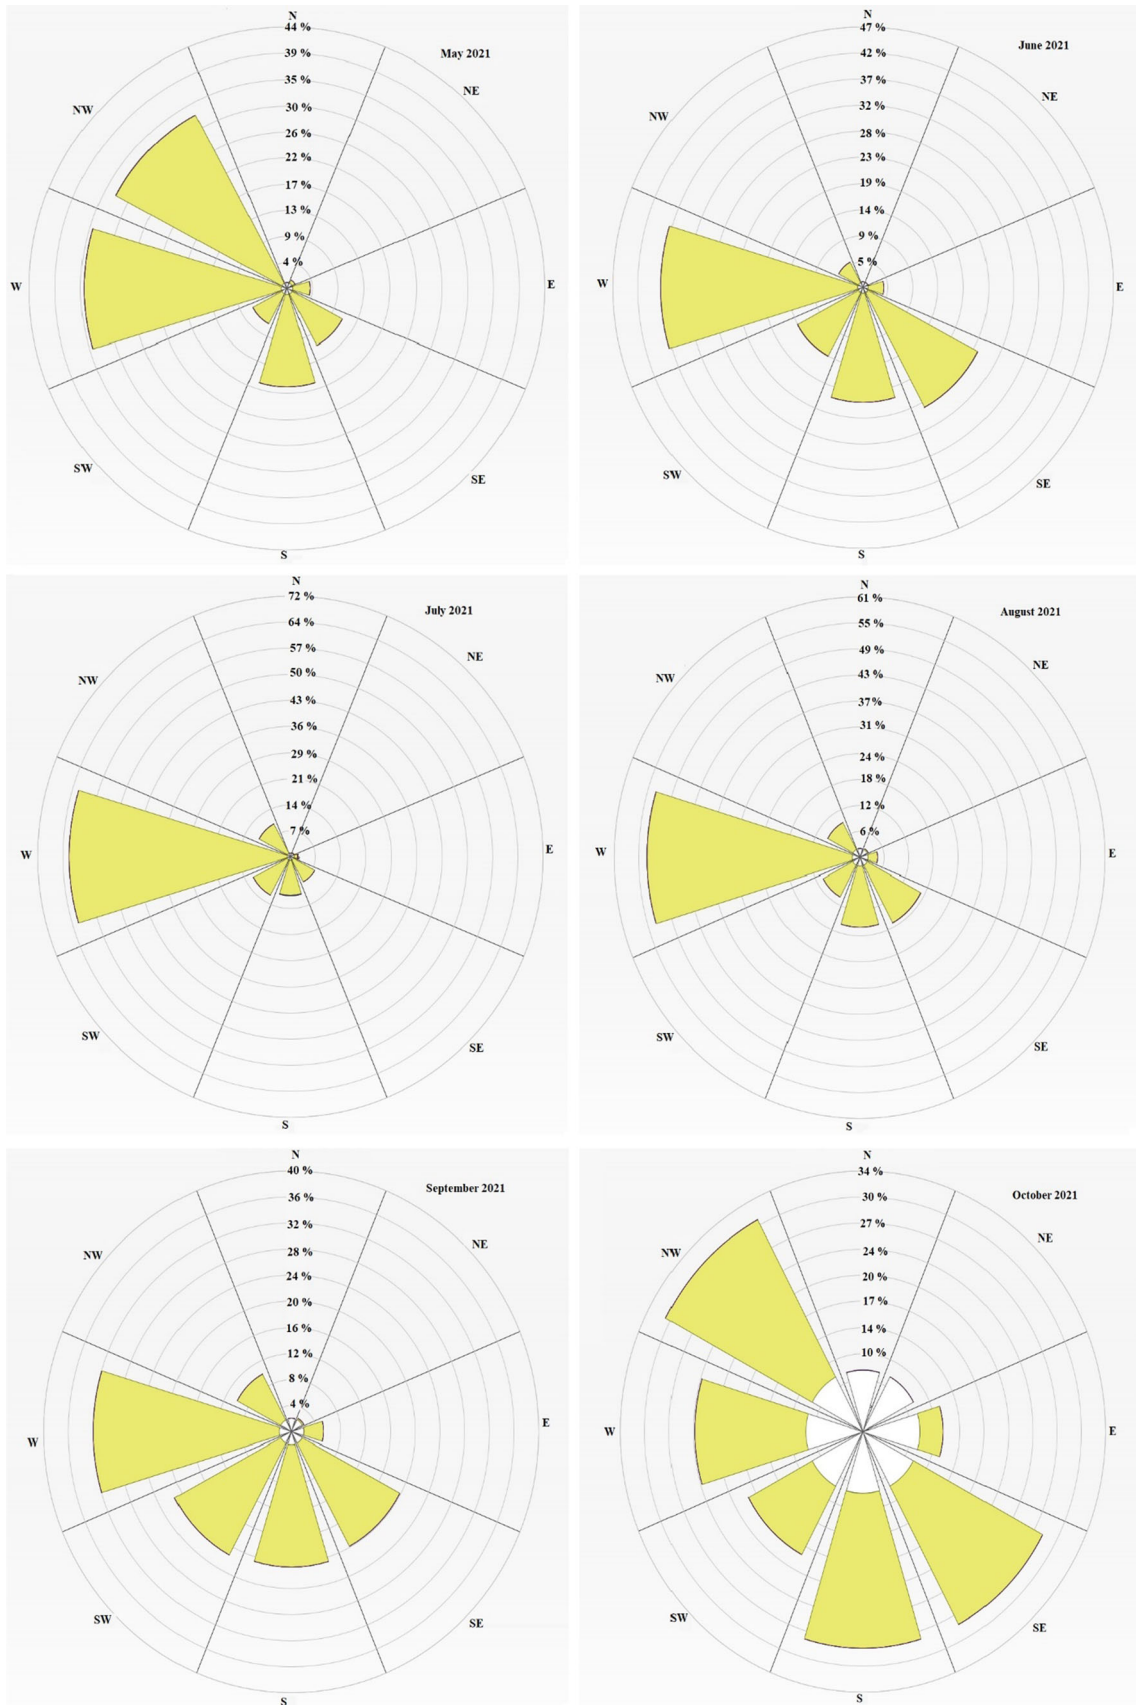 N
44 %
May 2021
39 %
35 %
NE
NW
30 %
26 %
22 %
17 %
13 %
9 %
4 %
W
E
SW
SE
S
N
47 %
June 2021
42 %
37 %
NE
NW
32 %
28 %
23 %
19 %
14 %
9 %
5 %
W
E
SW
SE
S
N
72 %
July 2021
64 %
57 %
NE
NW
50 %
43 %
36 %
29 %
21 %
14 %
7 %
W
E
SW
SE
S
N
61 %
August 2021
55 %
49 %
NE
NW
43 %
37 %
31 %
24 %
18 %
12 %
6 %
W
E
SW
SE
S
N
40 %
September 2021
36 %
32 %
NE
NW
28 %
24 %
20 %
16 %
12 %
8 %
4 %
W
E
SW
SE
S
N
34 %
October 2021
30 %
27 %
NE
NW
24 %
20 %
17 %
14 %
10 %
W
E
SW
SE
S